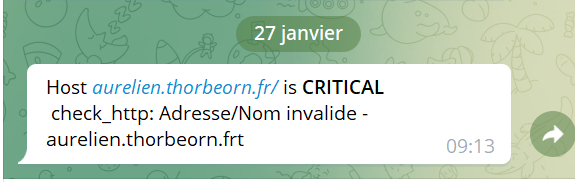 27 janvier
Host aurelien.thorbeorn.fr/ is CRITICAL
check_http: Adresse/Nom invalide -
aurelien.thorbeorn.frt
09:13